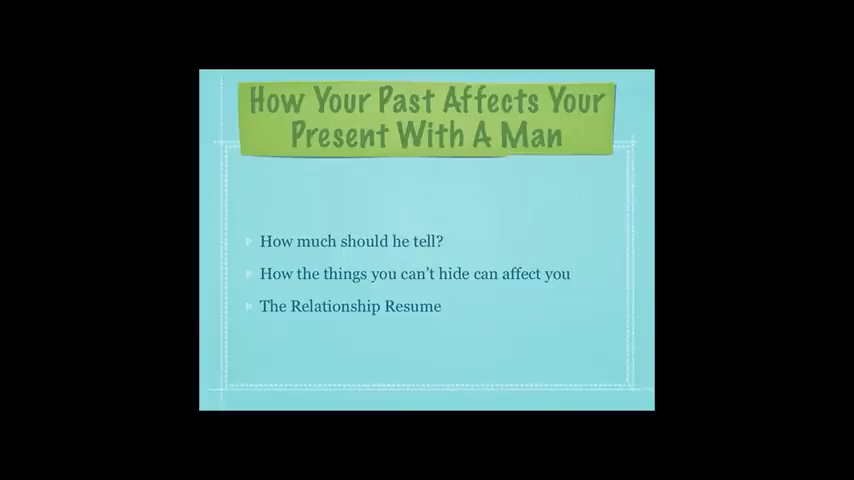 How Your Past Affects Your
Present With A Man
How much should he tell?
How the things you can't hide can affect you
The Relationship Resume